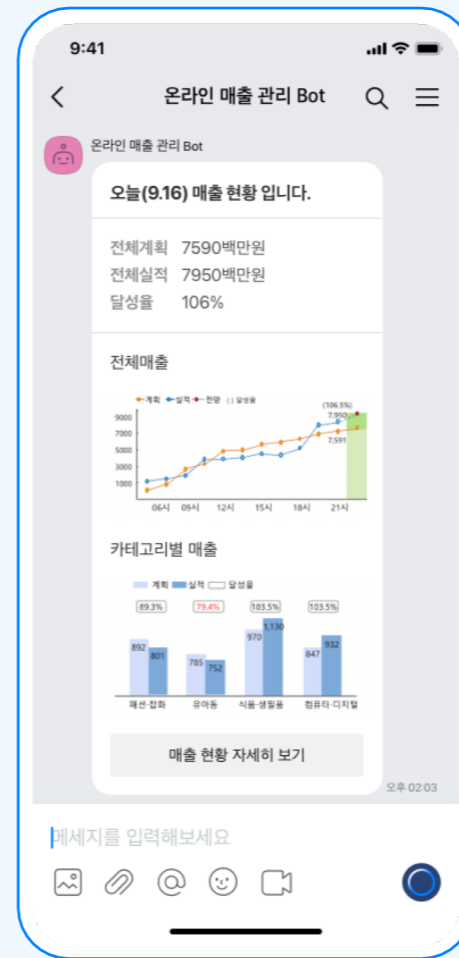 9:41
온라인 매출 관리 Bot
온라인 매출 관리 Bot
오늘(9.16) 매출 현황 입니다.
전체계획 7590백만원
전체실적 7950백만원
달성율 106%
전체매출
계획 실적 전망 ( ) 달성율
(106.5%)
7,950
7,591
9000
7000
5000
3000
1000
06시 09시 12시 15시 18시 21시
카테고리별 매출
계획 실적 달성율
89.3% 79.4% 103.5% 103.5%
892 801 785 752 970 1,130 847 932
패션·잡화 유아동 식품·생필품 컴퓨터·디지털
매출 현황 자세히 보기
오후 02:03
메세지를 입력해보세요